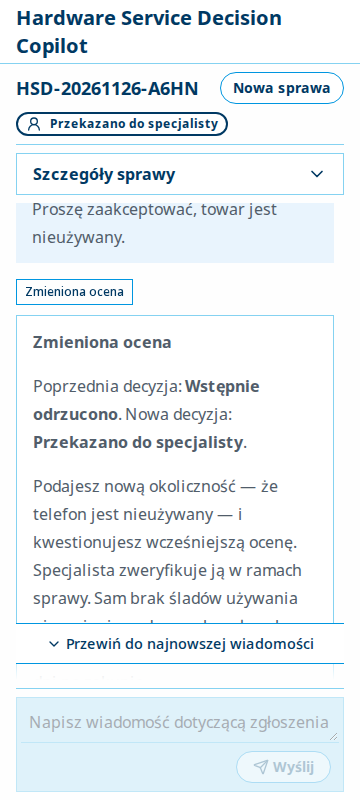 Hardware Service Decision
Copilot
HSD-20261126-A6HN
Nowa sprawa
Przekazano do specjalisty
Szczegóły sprawy
Proszę zaakceptować, towar jest
nieużywany.
Zmieniona ocena
Zmieniona ocena
Poprzednia decyzja: Wstępnie
odrzucono. Nowa decyzja:
Przekazano do specjalisty.
Podajesz nową okoliczność — że
telefon jest nieużywany — i
kwestionujesz wcześniejszą ocenę.
Specjalista zweryfikuje ją w ramach
sprawy. Sam brak śladów używania
Przewiń do najnowszej wiadomości
Napisz wiadomość dotyczącą zgłoszenia
Wyślij